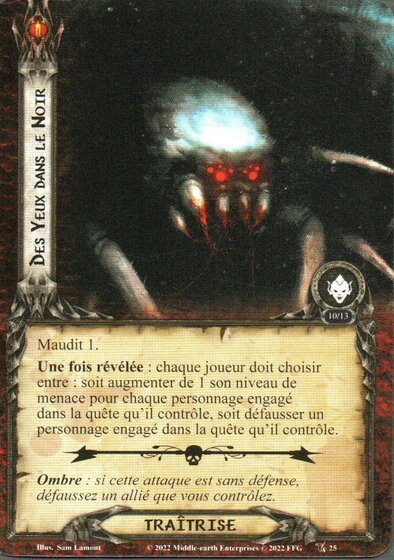 DES YEUX DANS LE NOIR
10/13
Maudit 1.
Une fois révélée : chaque joueur doit choisir
entre : soit augmenter de 1 son niveau de
menace pour chaque personnage engagé
dans la quête qu'il contrôle, soit défausser un
personnage engagé dans la quête qu'il contrôle.
Ombre : si cette attaque est sans défense,
défaussez un allié que vous contrôlez.
TRAÎTRISE
Illus. Sam Lamont © 2022 Middle-earth Enterprises © 2022 FFG 25